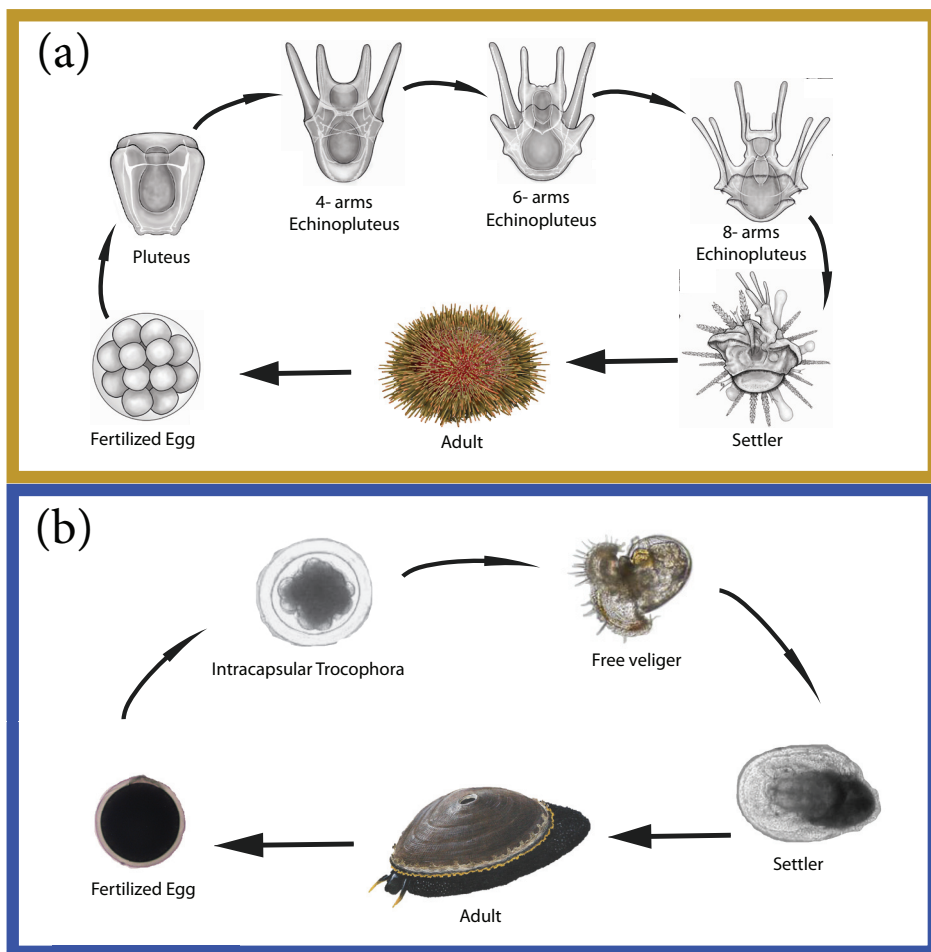 (a)
4- arms
Echinopluteus
6- arms
Echinopluteus
8- arms
Echinopluteus
Pluteus
Fertilized Egg
Adult
Settler
(b)
Intracapsular Trocophora
Free veliger
Fertilized Egg
Adult
Settler